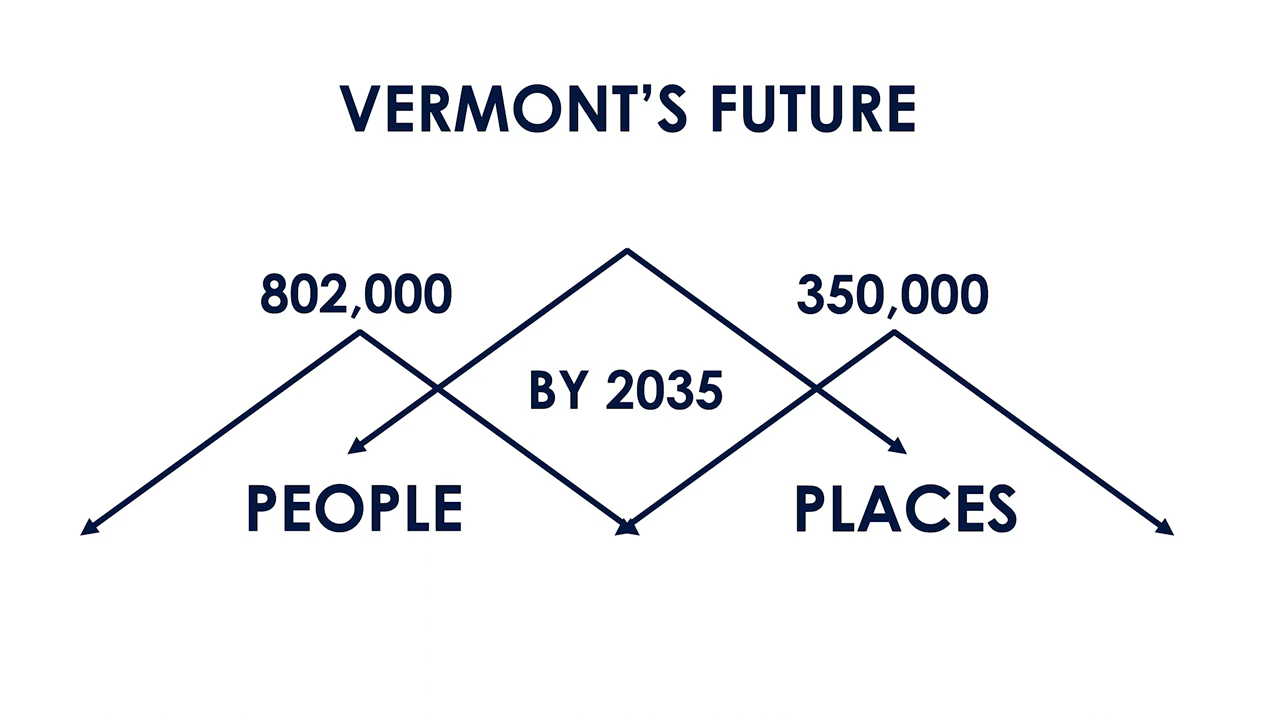 VERMONT’S FUTURE
802,000
350,000
BY 2035
PEOPLE
PLACES